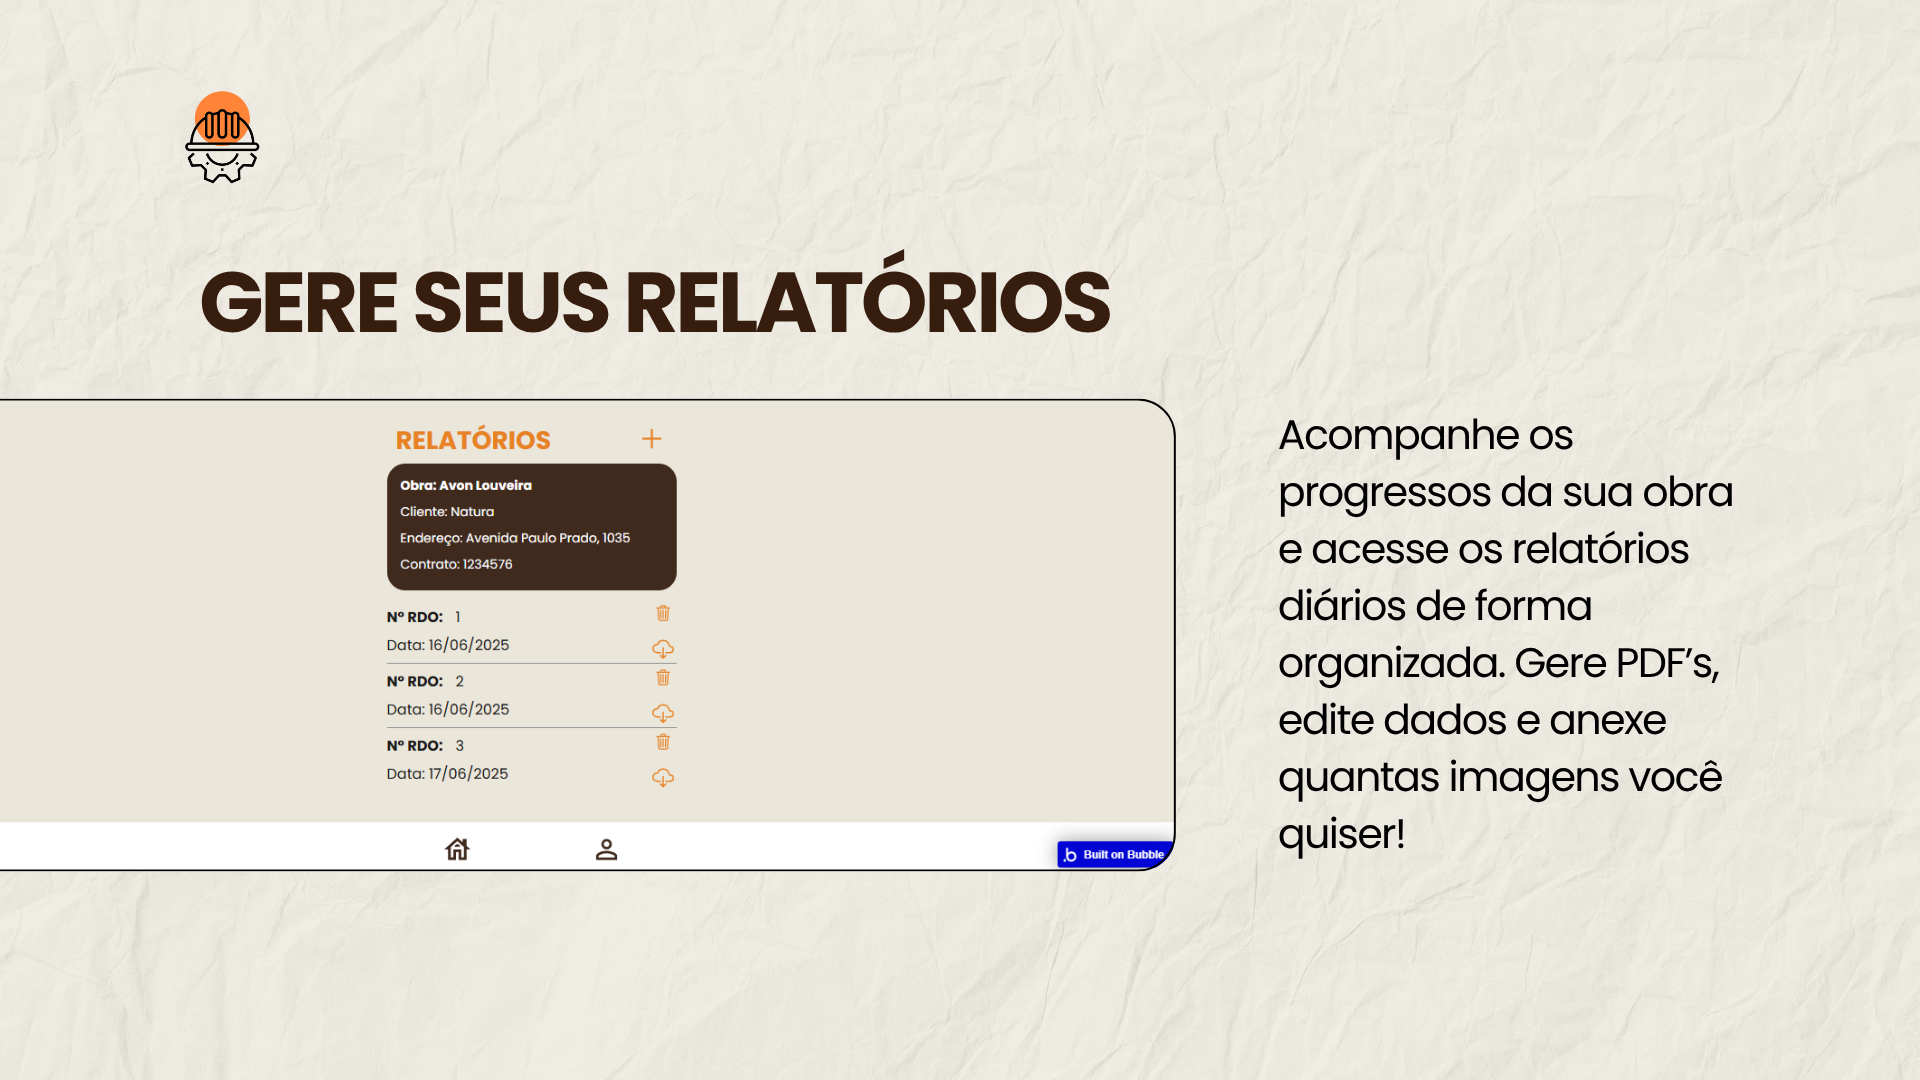 GERE SEUS RELATÓRIOS
RELATÓRIOS
Obra: Avon Louveira
Cliente: Natura
Endereço: Avenida Paulo Prado, 1035
Contrato: 1234576
Nº RDO: 1
Data: 16/06/2025
Nº RDO: 2
Data: 16/06/2025
Nº RDO: 3
Data: 17/06/2025
.b Built on Bubble
Acompanhe os
progressos da sua obra
e acesse os relatórios
diários de forma
organizada. Gere PDF’s,
edite dados e anexe
quantas imagens você
quiser!